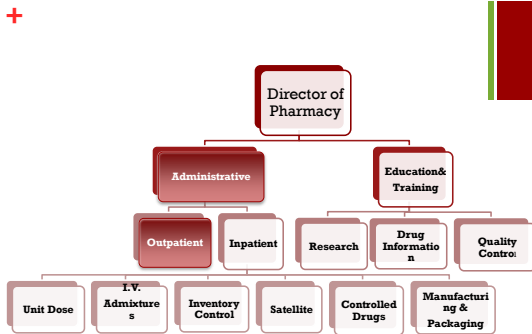 +
Director of
Pharmacy
Administrative
Education&
Training
Outpatient
Inpatient
Research
Drug
Informatio
n
Quality
Control
Unit Dose
I.V.
Admixture
s
Inventory
Control
Satellite
Controlled
Drugs
Manufacturi
ng &
Packaging